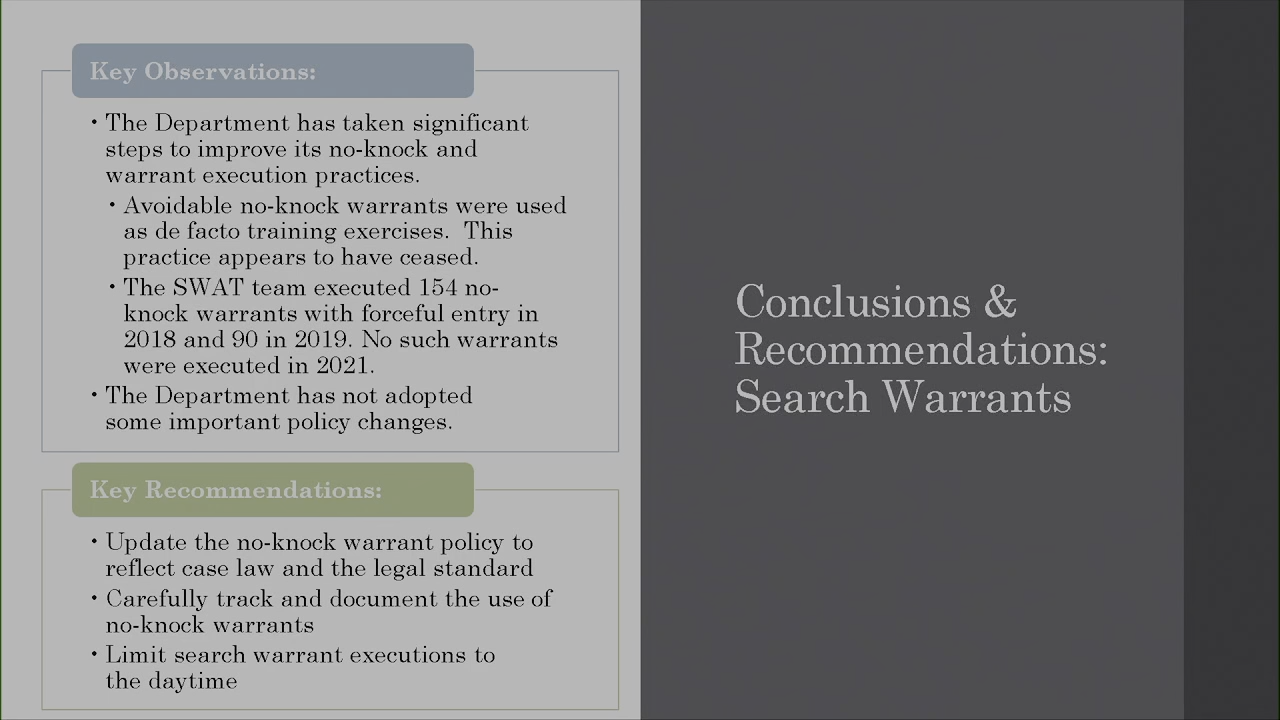 Key Observations:
• The Department has taken significant
steps to improve its no-knock and
warrant execution practices.
• Avoidable no-knock warrants were used
as de facto training exercises.  This
practice appears to have ceased.
• The SWAT team executed 154 no-
knock warrants with forceful entry in
2018 and 90 in 2019. No such warrants
were executed in 2021.
• The Department has not adopted
some important policy changes.
Key Recommendations:
• Update the no-knock warrant policy to
reflect case law and the legal standard
• Carefully track and document the use of
no-knock warrants
• Limit search warrant executions to
the daytime
Conclusions &
Recommendations:
Search Warrants